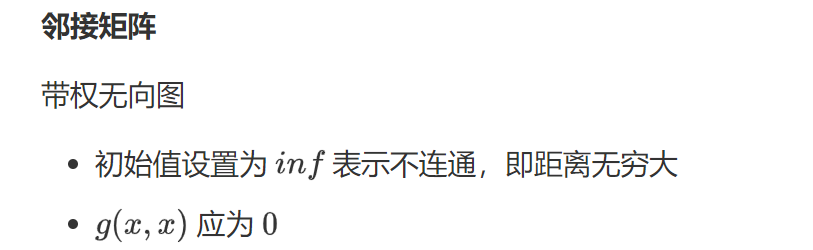 邻接矩阵
带权无向图
• 初始值设置为 inf 表示不连通，即距离无穷大
• g(x, x) 应为 0